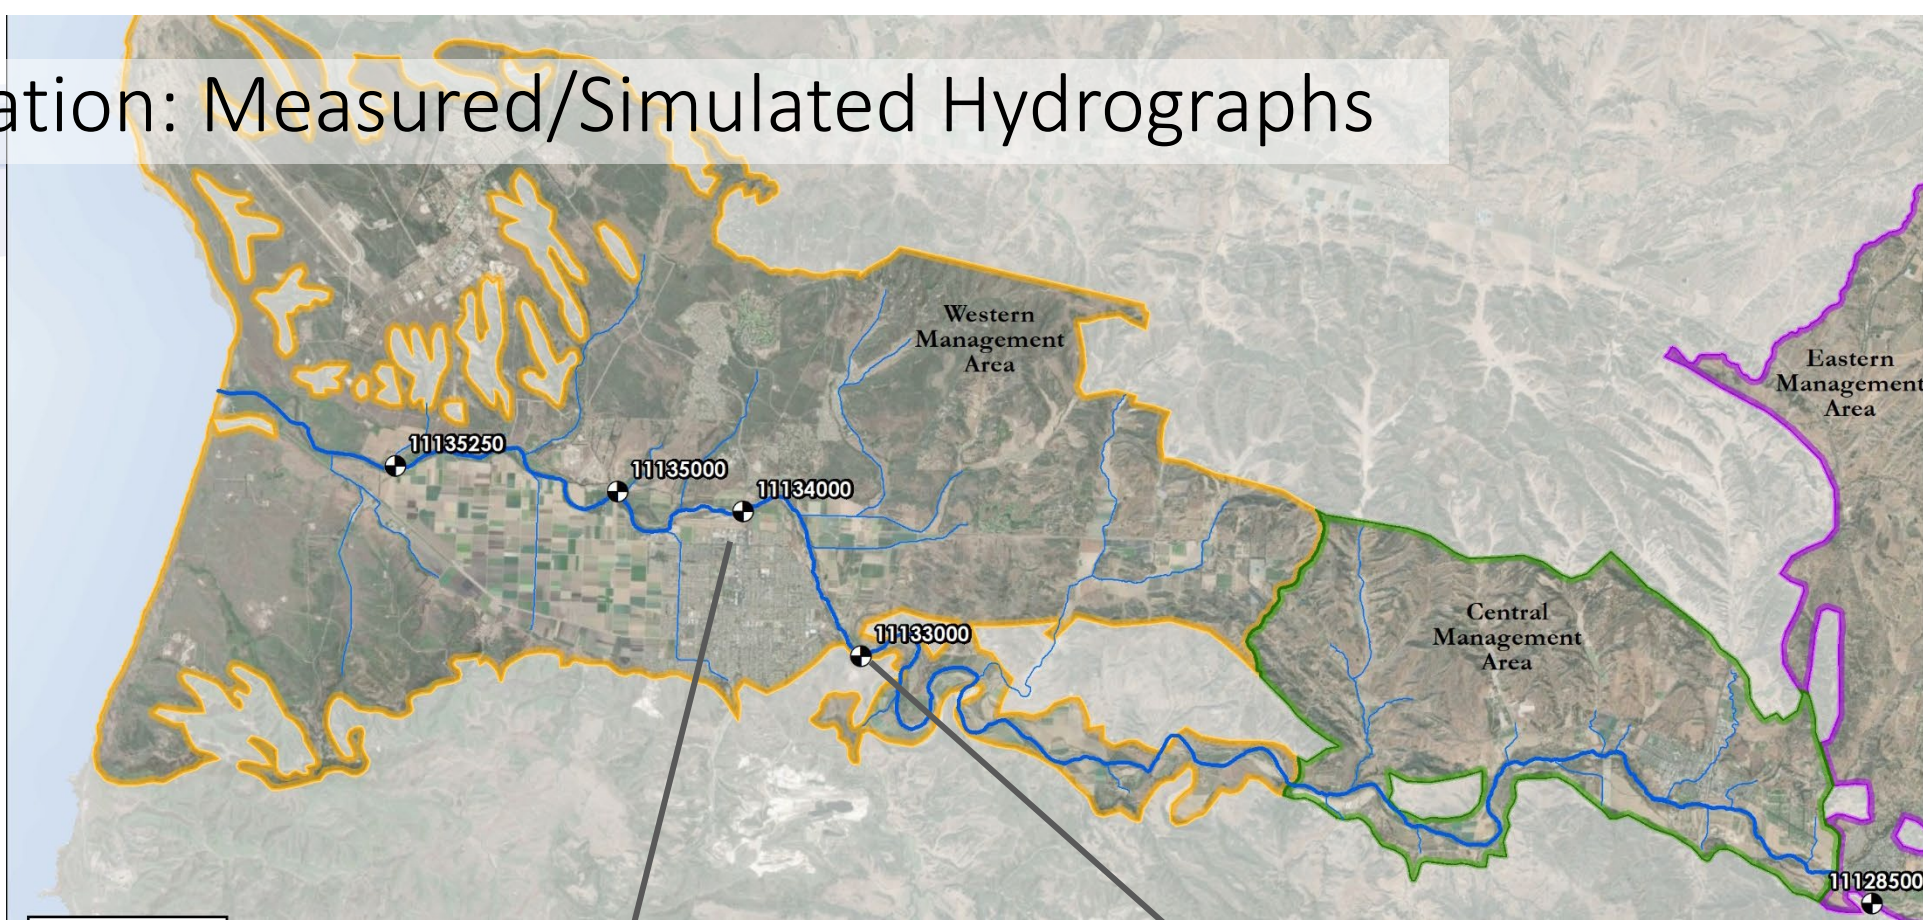 ation: Measured/Simulated Hydrographs
Western
Management
Area
Eastern
Management
Area
11135250
11135000
11134000
11133000
Central
Management
Area
11128500